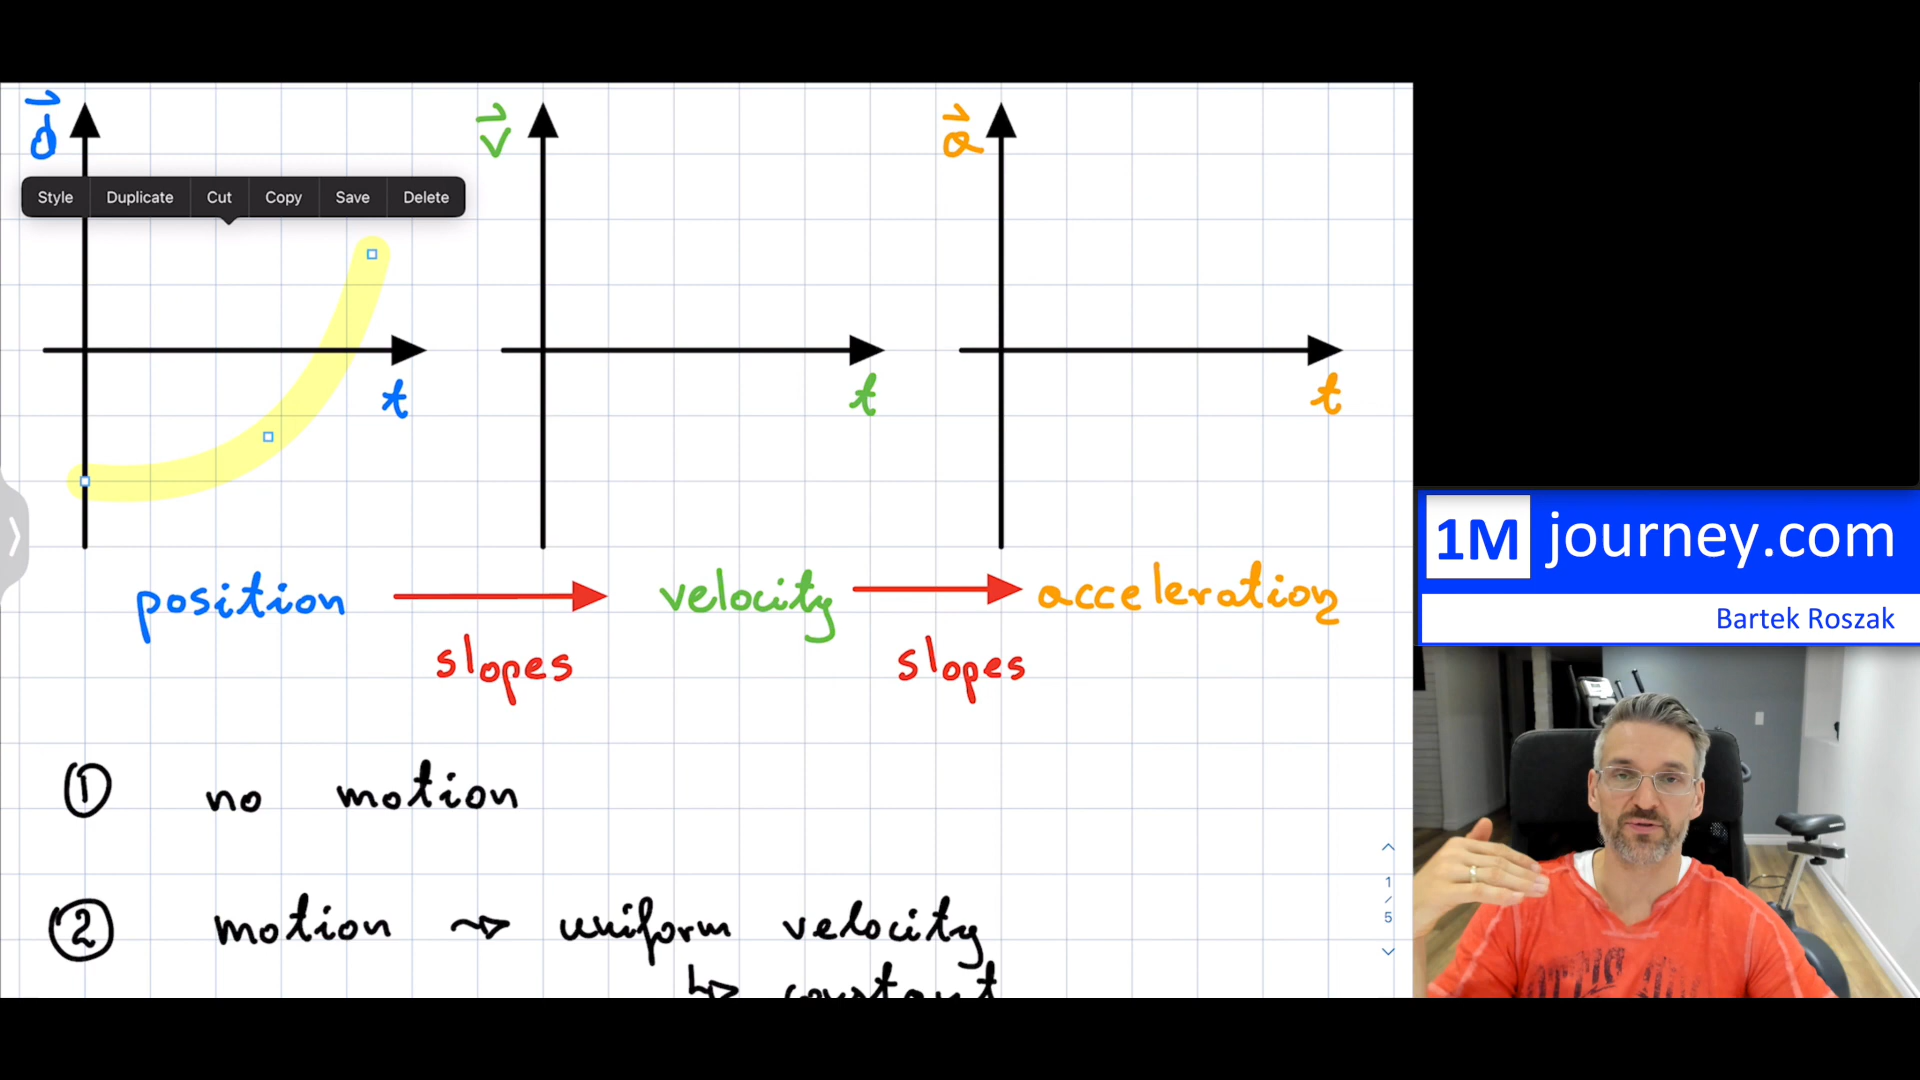 d
v
a
Style Duplicate Cut Copy Save Delete
t
t
t
position velocity acceleration
slopes slopes
① no motion
② motion ⤳ uniform velocity
↳ constant
1
/
5
1M journey.com
Bartek Roszak